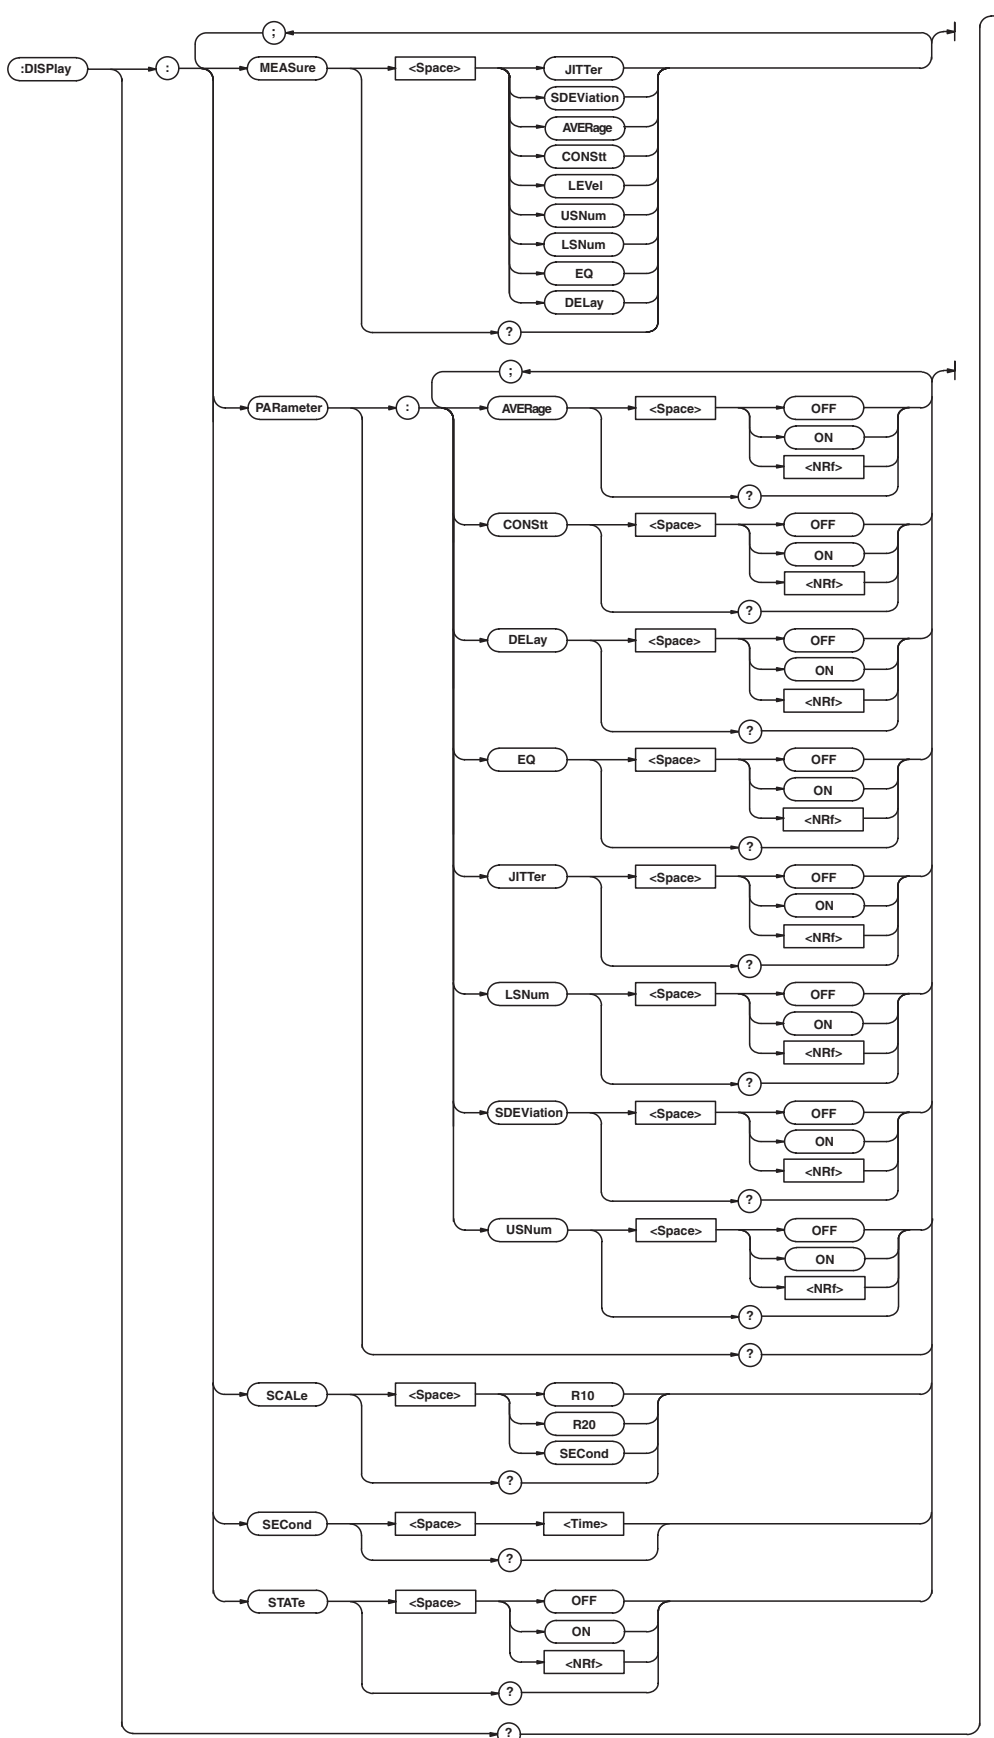 ;
:DISPlay : MEASure <Space> JITTer
SDEViation
AVERage
CONStt
LEVel
USNum
LSNum
EQ
DELay
?
;
PARameter : AVERage <Space> OFF
ON
<NRf>
?
CONStt <Space> OFF
ON
<NRf>
?
DELay <Space> OFF
ON
<NRf>
?
EQ <Space> OFF
ON
<NRf>
?
JITTer <Space> OFF
ON
<NRf>
?
LSNum <Space> OFF
ON
<NRf>
?
SDEViation <Space> OFF
ON
<NRf>
?
USNum <Space> OFF
ON
<NRf>
?
?
SCALe <Space> R10
R20
SECond
?
SECond <Space> <Time>
?
STATe <Space> OFF
ON
<NRf>
?
?